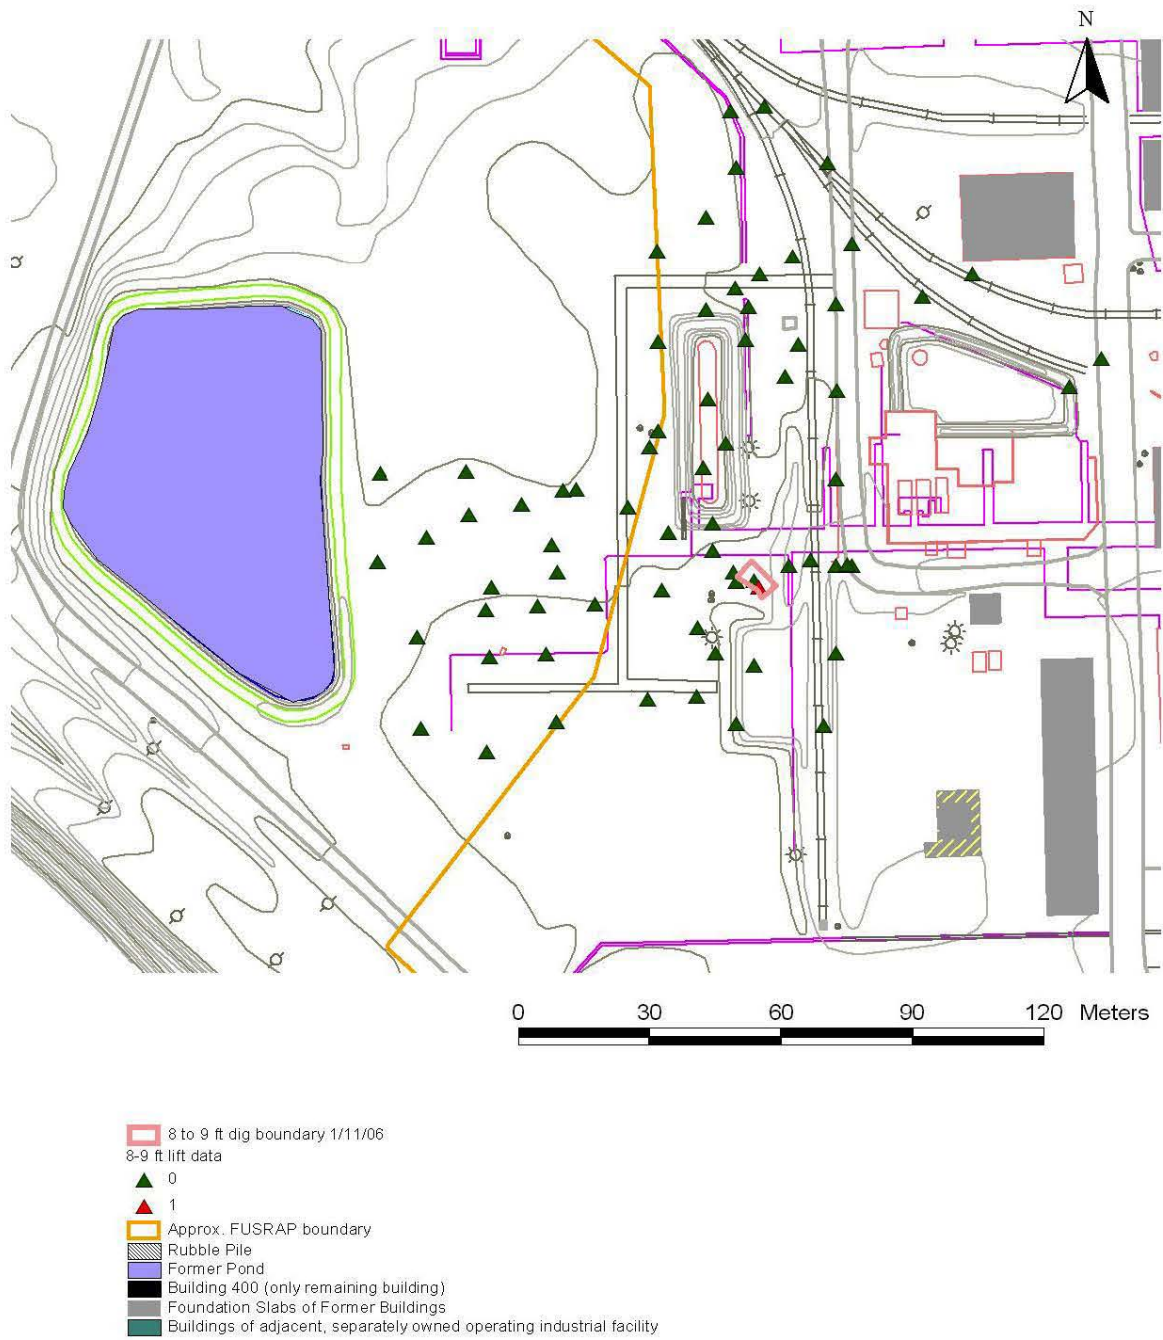 N
0 30 60 90 120 Meters
8 to 9 ft dig boundary 1/11/06
8-9 ft lift data
0
1
Approx. FUSRAP boundary
Rubble Pile
Former Pond
Building 400 (only remaining building)
Foundation Slabs of Former Buildings
Buildings of adjacent, separately owned operating industrial facility